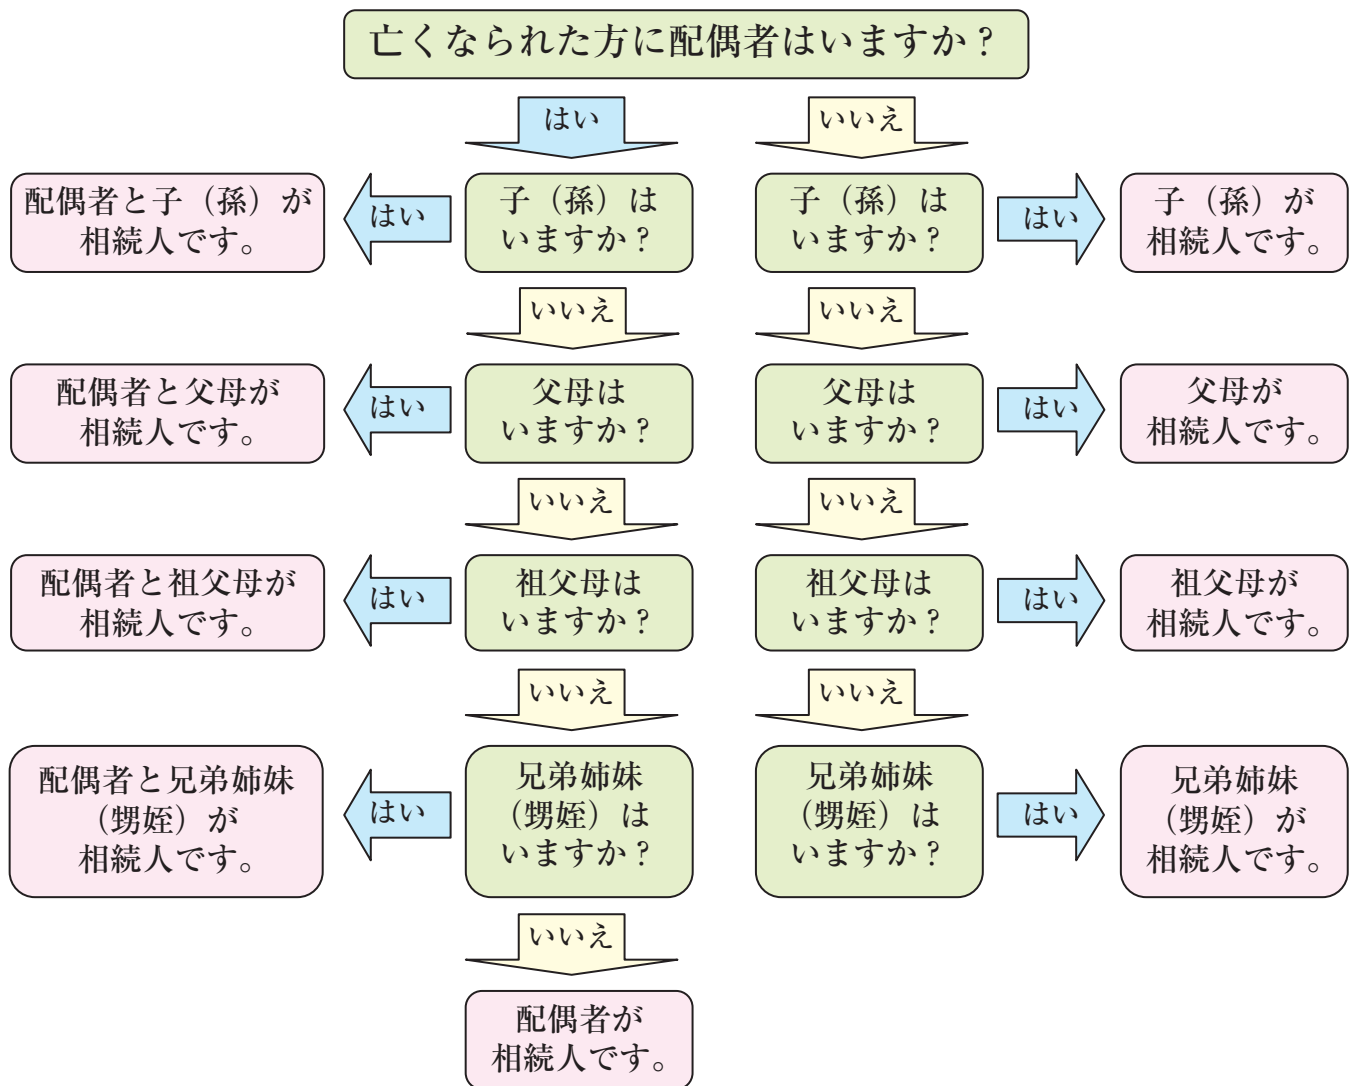 亡くなられた方に配偶者はいますか？
はい
いいえ
配偶者と子（孫）が
相続人です。
はい
子（孫）は
いますか？
子（孫）は
いますか？
はい
子（孫）が
相続人です。
いいえ
いいえ
配偶者と父母が
相続人です。
はい
父母は
いますか？
父母は
いますか？
はい
父母が
相続人です。
いいえ
いいえ
配偶者と祖父母が
相続人です。
はい
祖父母は
いますか？
祖父母は
いますか？
はい
祖父母が
相続人です。
いいえ
いいえ
配偶者と兄弟姉妹
（甥姪）が
相続人です。
はい
兄弟姉妹
（甥姪）は
いますか？
兄弟姉妹
（甥姪）は
いますか？
はい
兄弟姉妹
（甥姪）が
相続人です。
いいえ
配偶者が
相続人です。